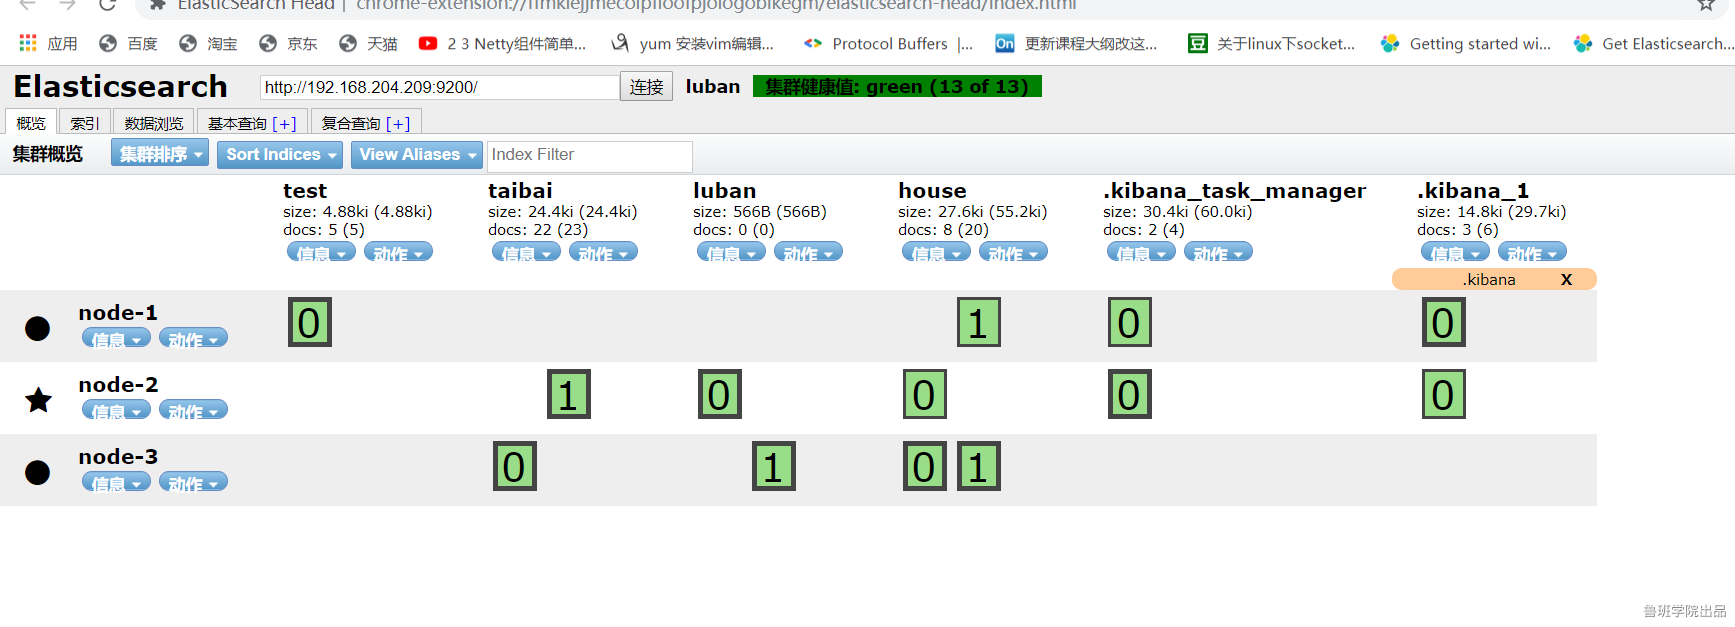 ElasticSearch Head | chrome-extension://ffmkiejjmecolpfloofpjologoblkegm/elasticsearch-head/index.html
应用 百度 淘宝 京东 天猫 2 3 Netty组件简单... yum 安装vim编辑... Protocol Buffers |... On 更新课程大纲改这... 豆 关于linux下socket... Getting started wi... Get Elasticsearch...
Elasticsearch http://192.168.204.209:9200/ 连接 luban 集群健康值: green (13 of 13)
概览 索引 数据浏览 基本查询 [+] 复合查询 [+]
集群概览 集群排序 Sort Indices View Aliases Index Filter
test taibai luban house .kibana_task_manager .kibana_1
size: 4.88ki (4.88ki) size: 24.4ki (24.4ki) size: 566B (566B) size: 27.6ki (55.2ki) size: 30.4ki (60.0ki) size: 14.8ki (29.7ki)
docs: 5 (5) docs: 22 (23) docs: 0 (0) docs: 8 (20) docs: 2 (4) docs: 3 (6)
信息 动作 信息 动作 信息 动作 信息 动作 信息 动作 信息 动作
.kibana X
node-1 0 1 0 0
信息 动作
node-2 1 0 0 0 0
信息 动作
node-3 0 1 0 1
信息 动作
鲁班学院出品